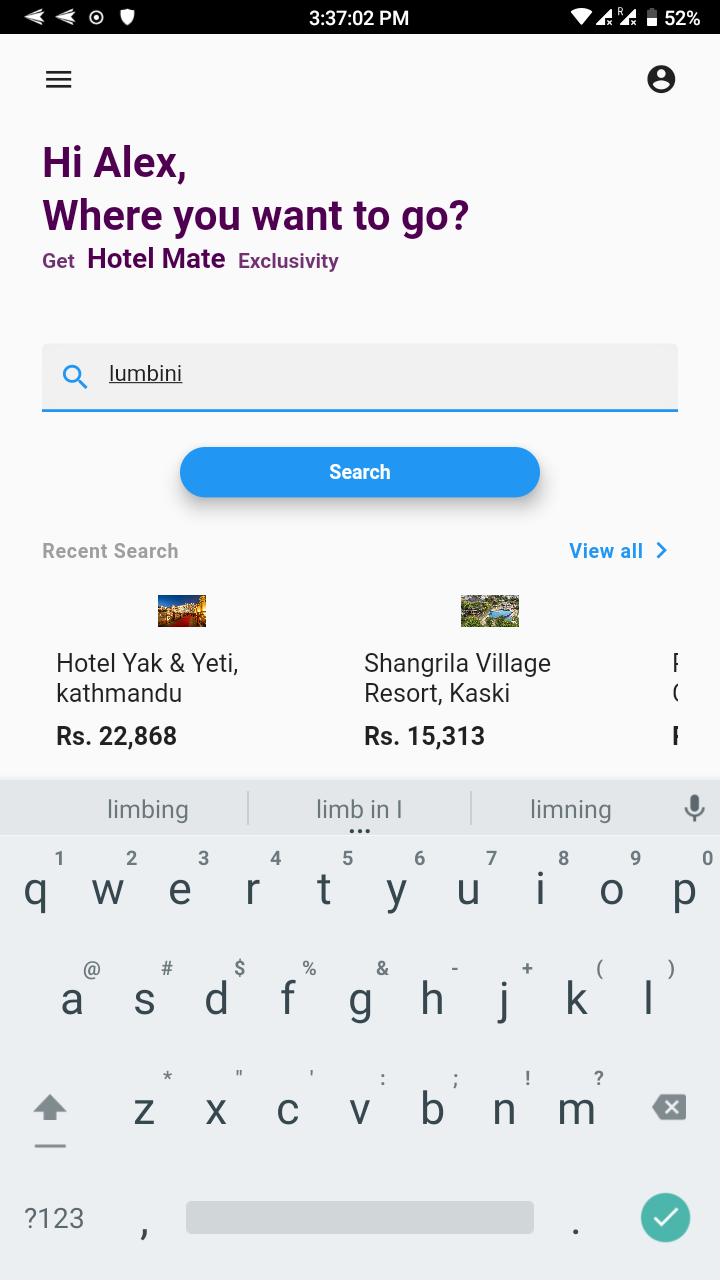 3:37:02 PM
R
52%
Hi Alex,
Where you want to go?
Get Hotel Mate Exclusivity
lumbini
Search
Recent Search
View all
Hotel Yak & Yeti,
kathmandu
Rs. 22,868
Shangrila Village
Resort, Kaski
Rs. 15,313
limbing
limb in I
limning
1 2 3 4 5 6 7 8 9 0
q w e r t y u i o p
@ # $ % & - + ( )
a s d f g h j k l
* " ' : ; ! ?
z x c v b n m
?123 , .